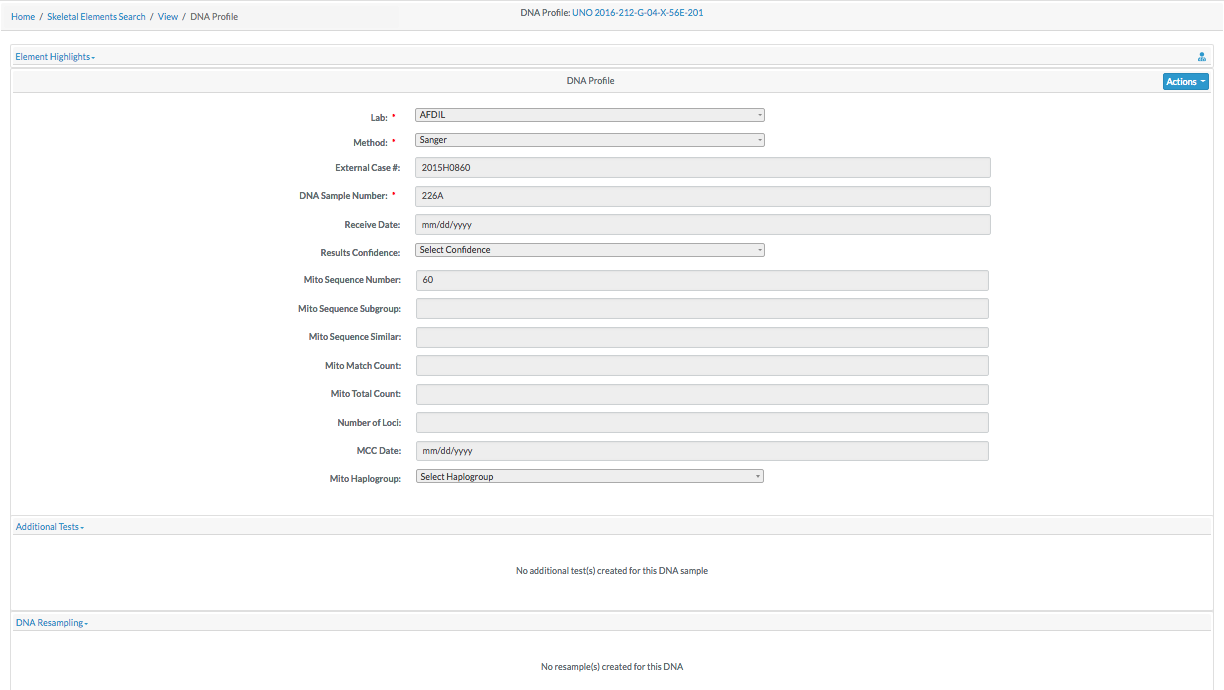 Home / Skeletal Elements Search / View / DNA Profile
DNA Profile: UNO 2016-212-G-04-X-56E-201
Element Highlights
DNA Profile
Actions
Lab: * AFDIL
Method: * Sanger
External Case #: 2015H0860
DNA Sample Number: * 226A
Receive Date: mm/dd/yyyy
Results Confidence: Select Confidence
Mito Sequence Number: 60
Mito Sequence Subgroup:
Mito Sequence Similar:
Mito Match Count:
Mito Total Count:
Number of Loci:
MCC Date: mm/dd/yyyy
Mito Haplogroup: Select Haplogroup
Additional Tests
No additional test(s) created for this DNA sample
DNA Resampling
No resample(s) created for this DNA